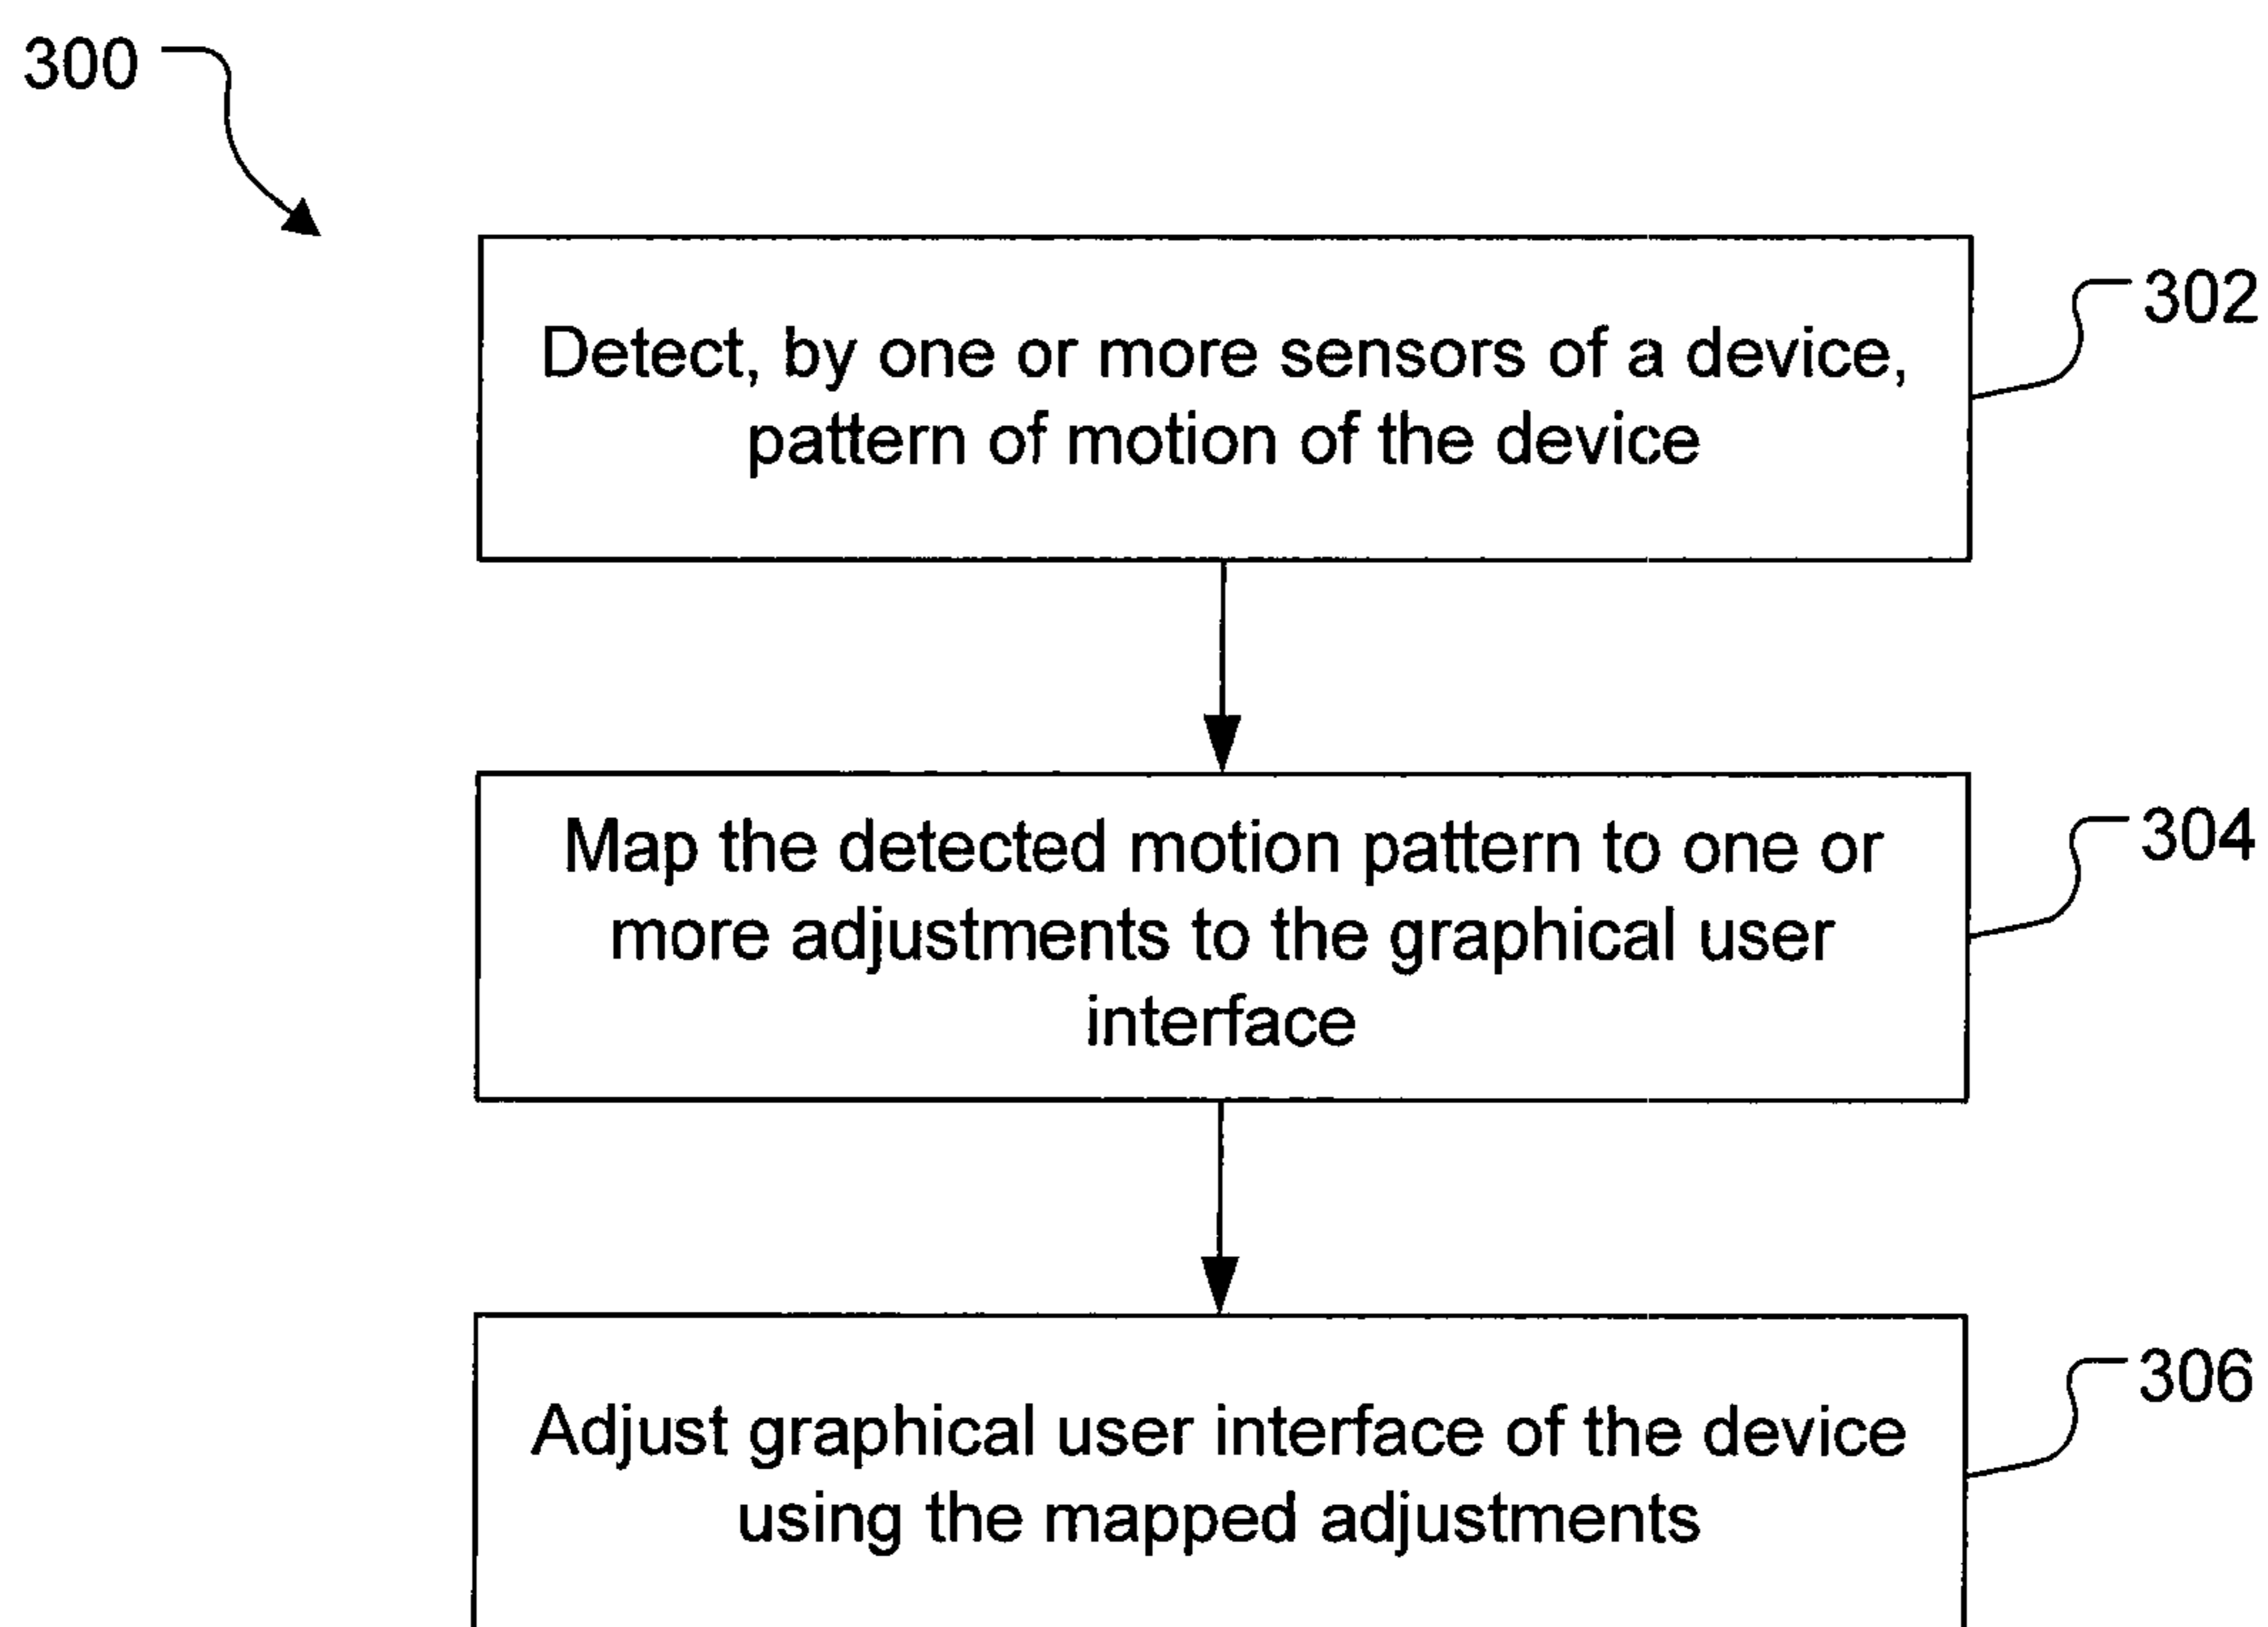 300
302
Detect, by one or more sensors of a device,
pattern of motion of the device
304
Map the detected motion pattern to one or
more adjustments to the graphical user
interface
306
Adjust graphical user interface of the device
using the mapped adjustments